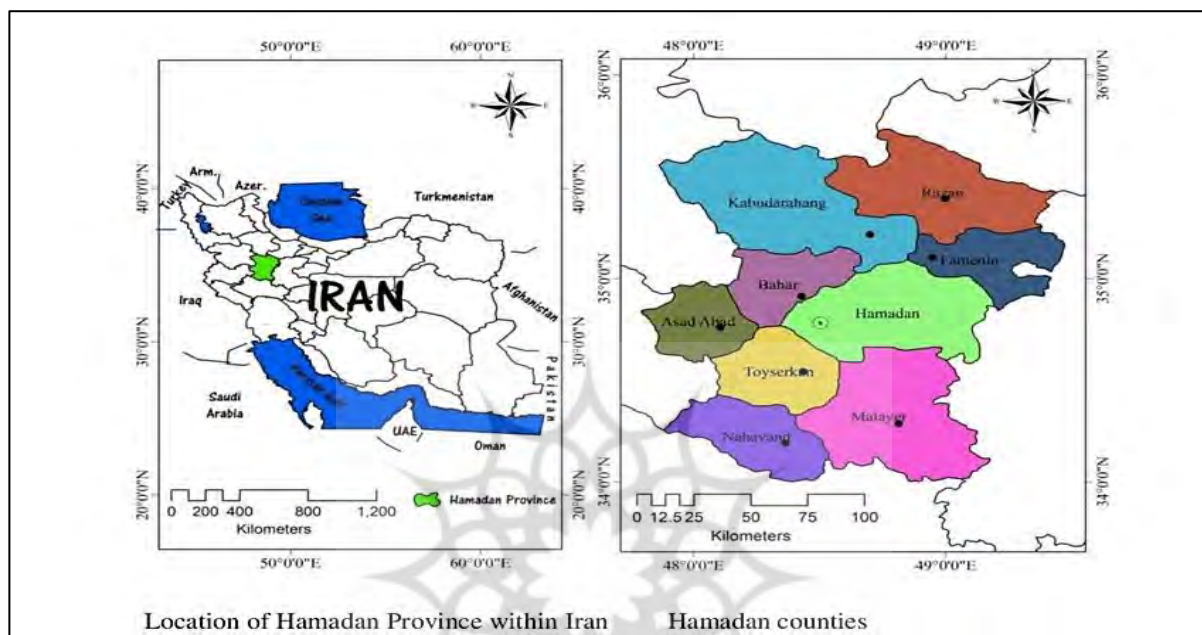 50°0'0"E 60°0'0"E
40°0'0"N
30°0'0"N
20°0'0"N
N
Arm.
Turkey
Azer.
Caspian
Sea
Turkmenistan
Iraq
IRAN
Afghanistan
Pakistan
Saudi
Arabia
UAE
Oman
Hamadan Province
0 200 400 800 1,200
Kilometers
40°0'0"N
30°0'0"N
20°0'0"N
50°0'0"E 60°0'0"E
Location of Hamadan Province within Iran
48°0'0"E 49°0'0"E
36°0'0"N
35°0'0"N
34°0'0"N
N
Kabudarahang
Razan
Famenin
Bahar
Hamadan
Asad Abad
Toyserkan
Malayer
Nahavand
0 12.5 25 50 75 100
Kilometers
36°0'0"N
35°0'0"N
34°0'0"N
48°0'0"E 49°0'0"E
Hamadan counties